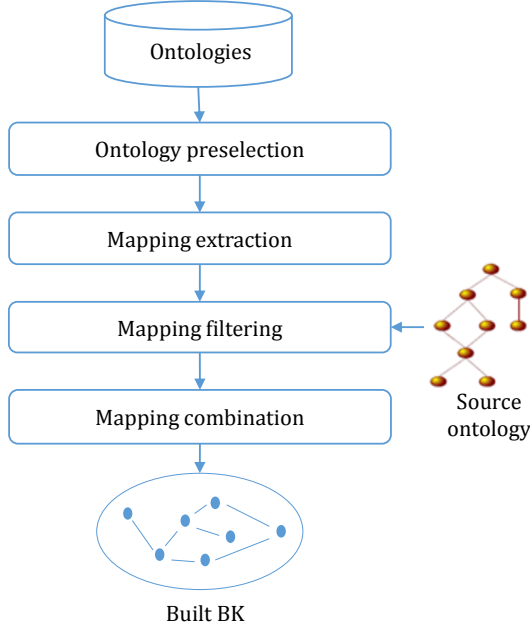 Ontologies
Ontology preselection
Mapping extraction
Mapping filtering
Source
ontology
Mapping combination
Built BK